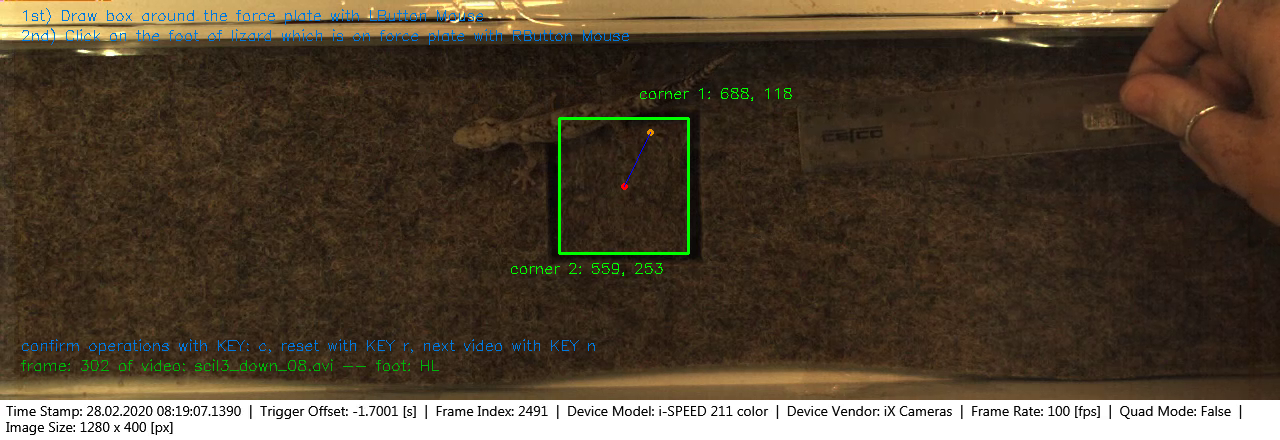 1st) Draw box around the force plate with LButton Mouse
2nd) Click on the foot of lizard which is on force plate with RButton Mouse
corner 1: 688, 118
corner 2: 559, 253
confirm operations with KEY: c, reset with KEY r, next video with KEY n
frame: 302 of video: scil3_down_08.avi -- foot: HL
Time Stamp: 28.02.2020 08:19:07.1390 | Trigger Offset: -1.7001 [s] | Frame Index: 2491 | Device Model: i-SPEED 211 color | Device Vendor: iX Cameras | Frame Rate: 100 [fps] | Quad Mode: False |
Image Size: 1280 x 400 [px]